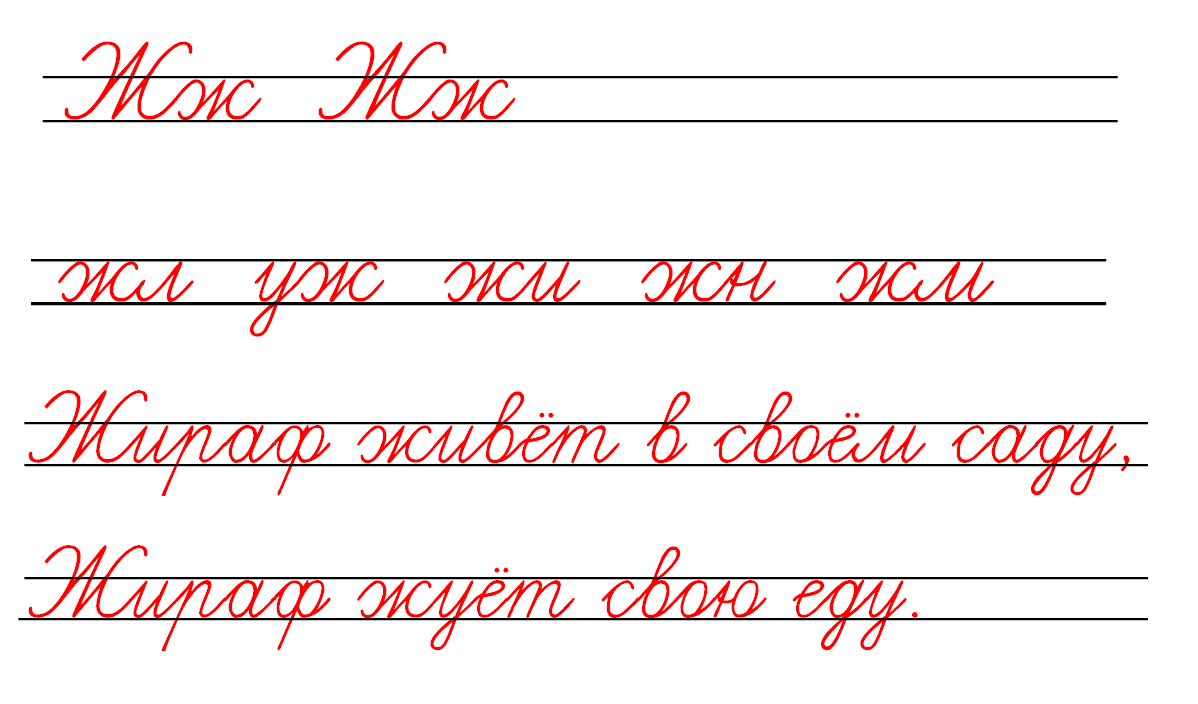 Жж Жж
жл уж жи жн жм
Жираф живёт в своём саду,
Жираф жуёт свою еду.